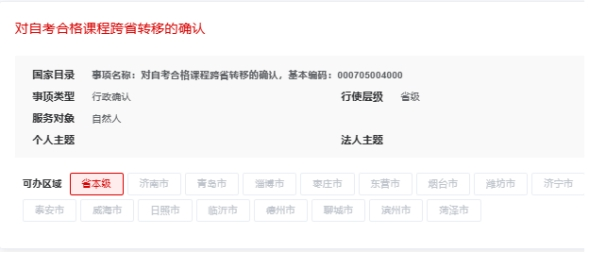 对自考合格课程跨省转移的确认
国家目录 事项名称：对自考合格课程跨省转移的确认，基本编码：000705004000
事项类型 行政确认 行使层级 省级
服务对象 自然人
个人主题 法人主题
可办区域 省本级 济南市 青岛市 淄博市 枣庄市 东营市 烟台市 潍坊市 济宁市
泰安市 威海市 日照市 临沂市 德州市 聊城市 滨州市 菏泽市